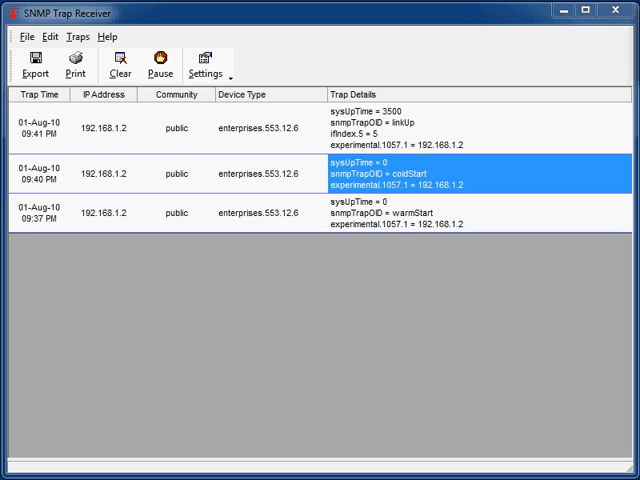 SNMP Trap Receiver
File Edit Traps Help
Export Print Clear Pause Settings
Trap Time IP Address Community Device Type Trap Details
sysUpTime = 3500
snmpTrapOID = linkUp
ifIndex.5 = 5
experimental.1057.1 = 192.168.1.2
01-Aug-10
09:41 PM
192.168.1.2 public enterprises.553.12.6
sysUpTime = 0
snmpTrapOID = coldStart
experimental.1057.1 = 192.168.1.2
01-Aug-10
09:40 PM
192.168.1.2 public enterprises.553.12.6
sysUpTime = 0
snmpTrapOID = warmStart
experimental.1057.1 = 192.168.1.2
01-Aug-10
09:37 PM
192.168.1.2 public enterprises.553.12.6